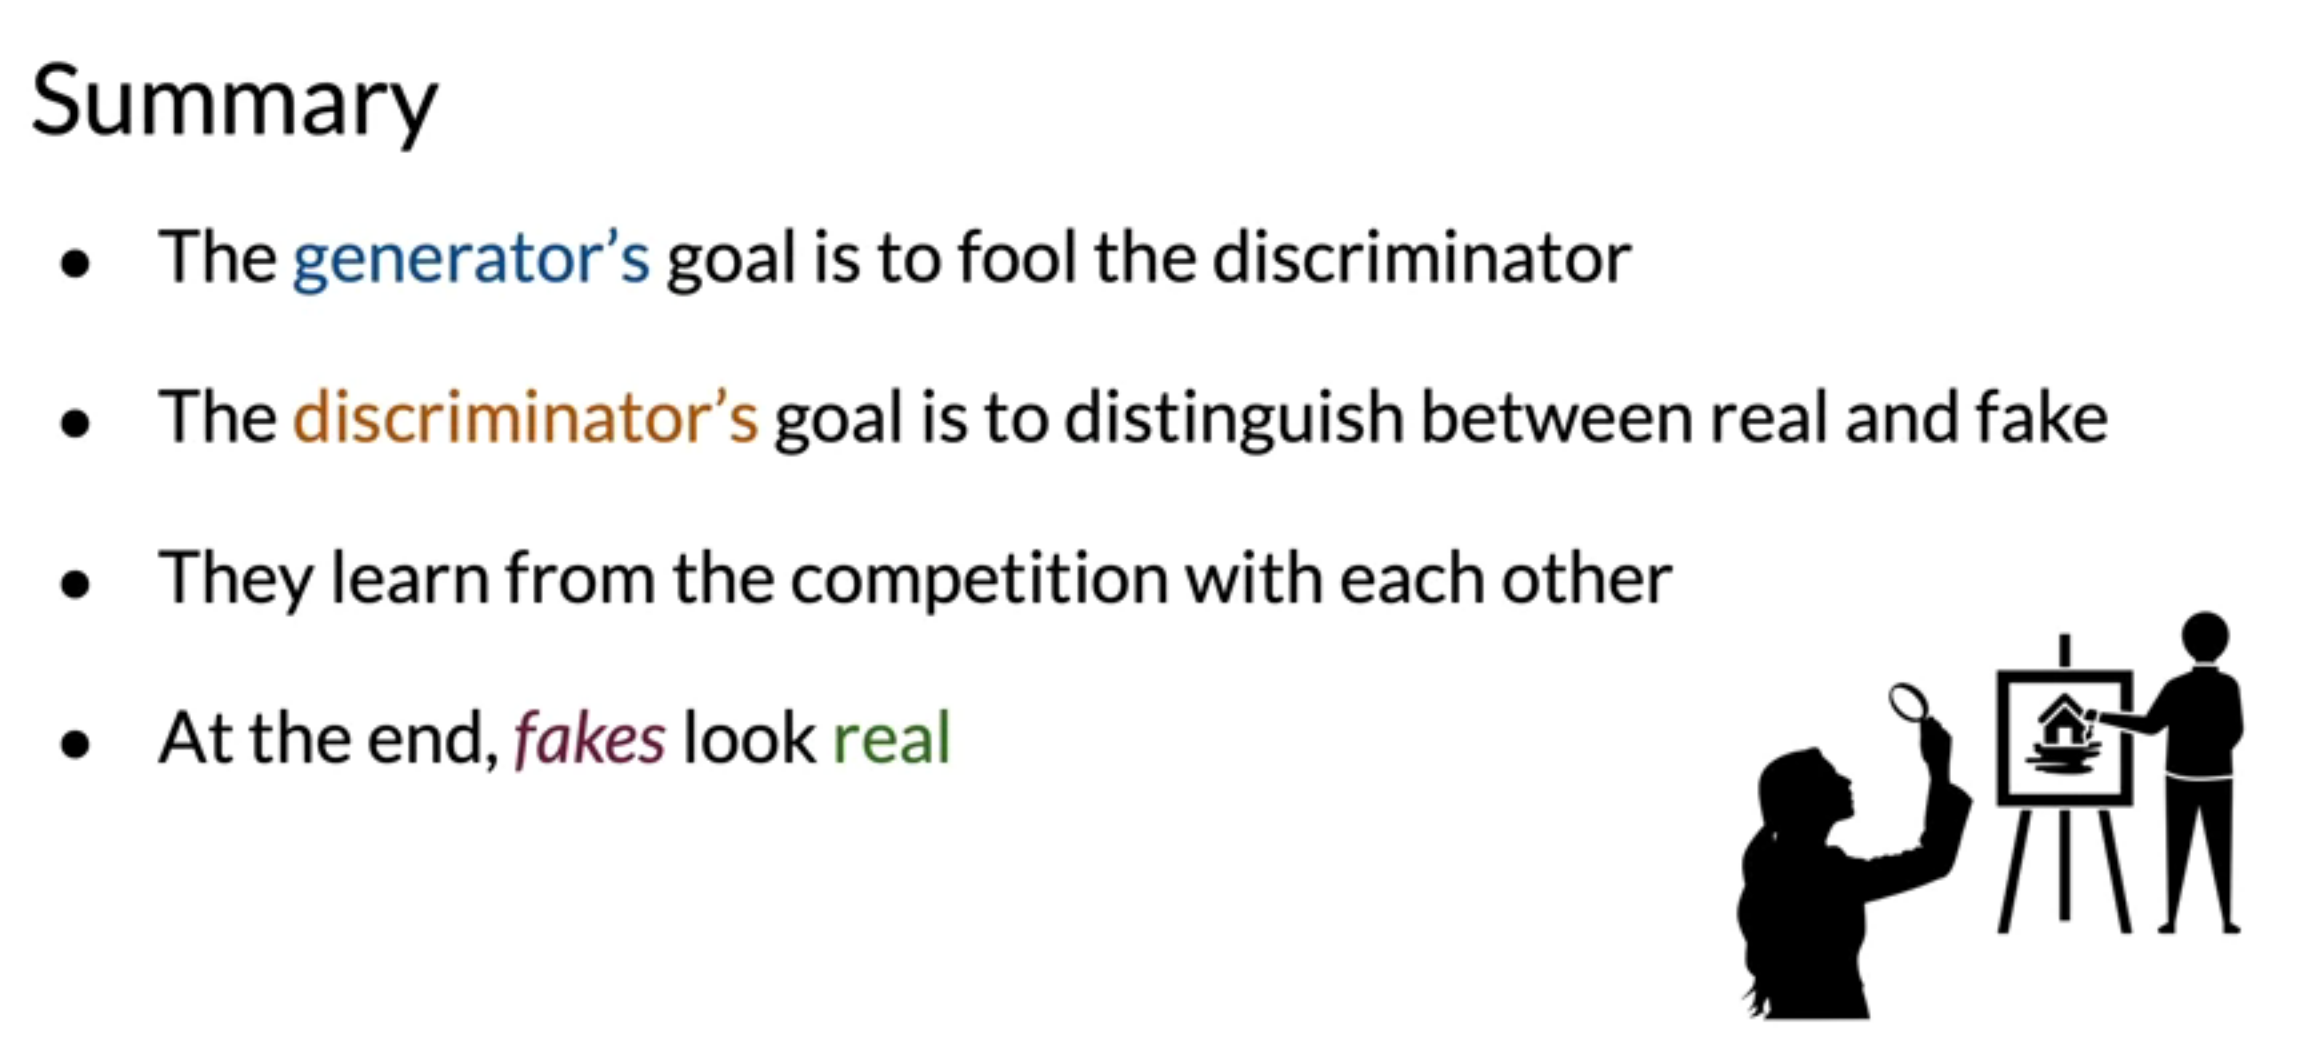 Summary
• The generator’s goal is to fool the discriminator
• The discriminator’s goal is to distinguish between real and fake
• They learn from the competition with each other
• At the end, fakes look real